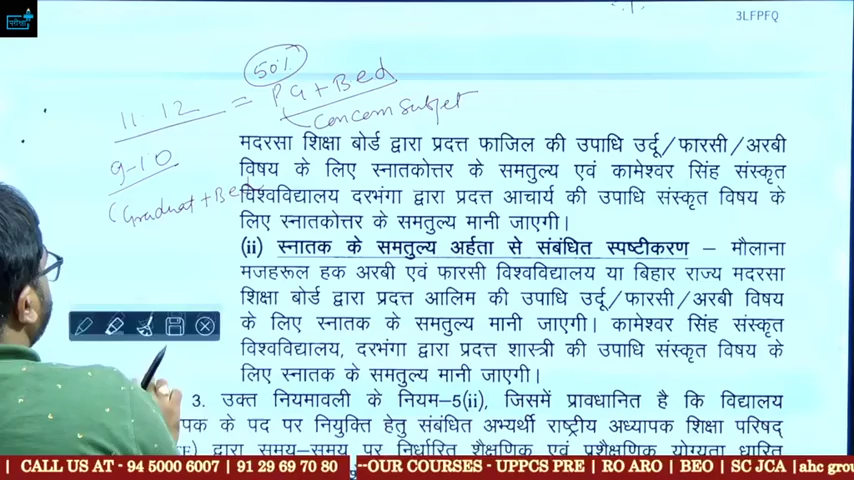 परीक्षा
3LFPFQ
50%
11-12 = PG + Bed
Concern Subjet
9-10
(Graduat + Bed
मदरसा शिक्षा बोर्ड द्वारा प्रदत्त फाजिल की उपाधि उर्दू/फारसी/अरबी
विषय के लिए स्नातकोत्तर के समतुल्य एवं कामेश्वर सिंह संस्कृत
विश्वविद्यालय दरभंगा द्वारा प्रदत्त आचार्य की उपाधि संस्कृत विषय के
लिए स्नातकोत्तर के समतुल्य मानी जाएगी।
(ii) स्नातक के समतुल्य अर्हता से संबंधित स्पष्टीकरण – मौलाना
मजहरूल हक अरबी एवं फारसी विश्वविद्यालय या बिहार राज्य मदरसा
शिक्षा बोर्ड द्वारा प्रदत्त आलिम की उपाधि उर्दू/फारसी/अरबी विषय
के लिए स्नातक के समतुल्य मानी जाएगी। कामेश्वर सिंह संस्कृत
विश्वविद्यालय, दरभंगा द्वारा प्रदत्त शास्त्री की उपाधि संस्कृत विषय के
लिए स्नातक के समतुल्य मानी जाएगी।
3. उक्त नियमावली के नियम–5(ii), जिसमें प्रावधानित है कि विद्यालय
पक के पद पर नियुक्ति हेतु संबंधित अभ्यर्थी राष्ट्रीय अध्यापक शिक्षा परिषद्
द्वारा समय–समय पर निर्धारित शैक्षणिक एवं प्रशैक्षणिक योग्यता धारित
| CALL US AT - 94 5000 6007 | 91 29 69 70 80 --OUR COURSES - UPPCS PRE | RO ARO | BEO | SC JCA | ahc grou